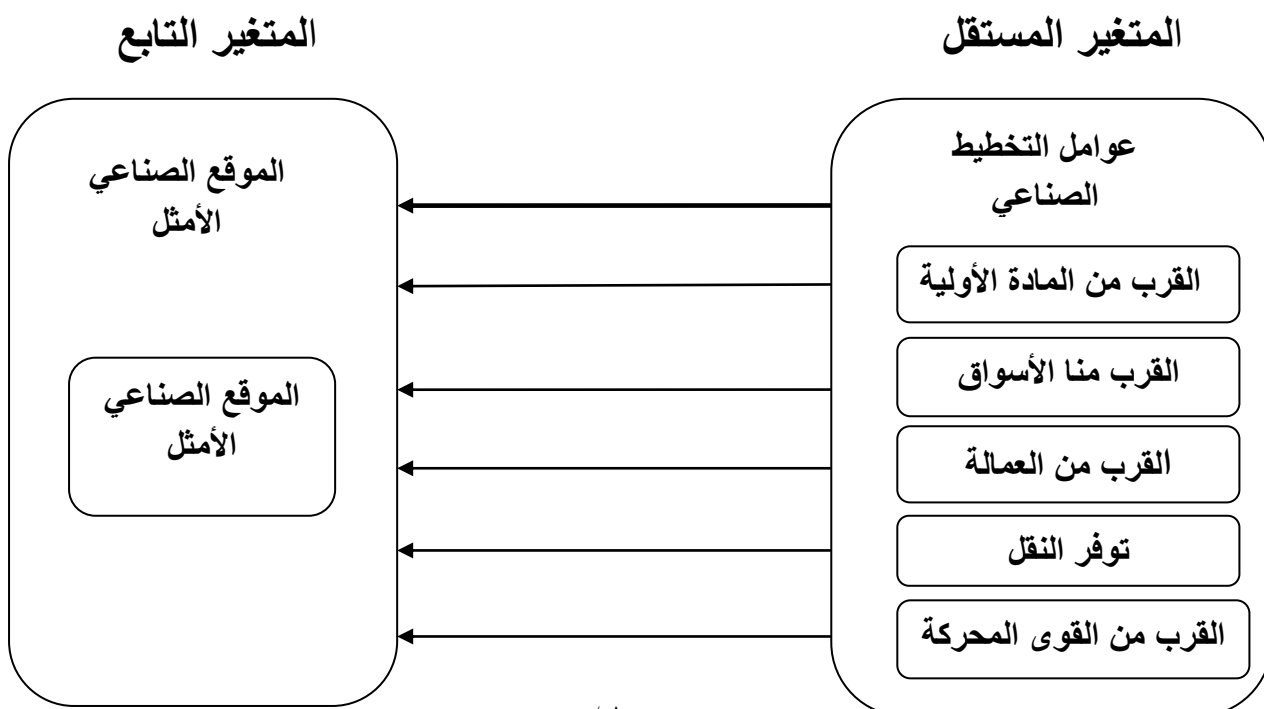 المتغير المستقل
المتغير التابع
عوامل التخطيط
الصناعي
القرب من المادة الأولية
القرب منا الأسواق
القرب من العمالة
توفر النقل
القرب من القوى المحركة
الموقع الصناعي
الأمثل
الموقع الصناعي
الأمثل